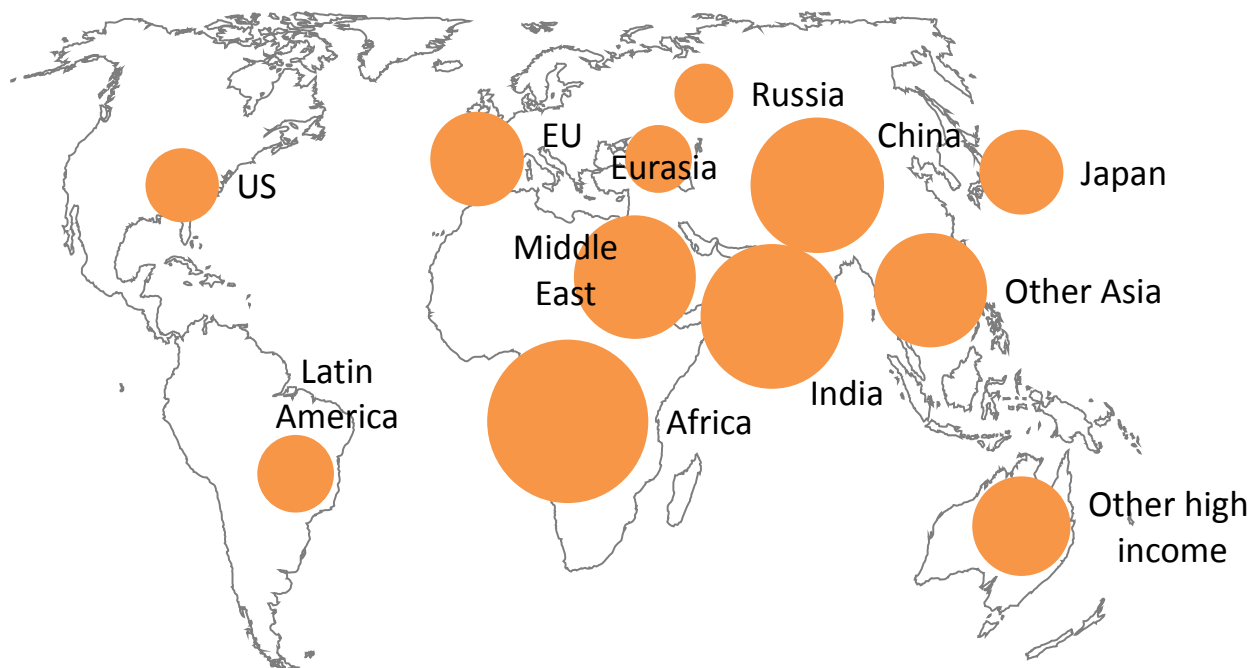 Russia
EU
China
Eurasia
US
Japan
Middle
East
Other Asia
Latin
America
India
Africa
Other high
income